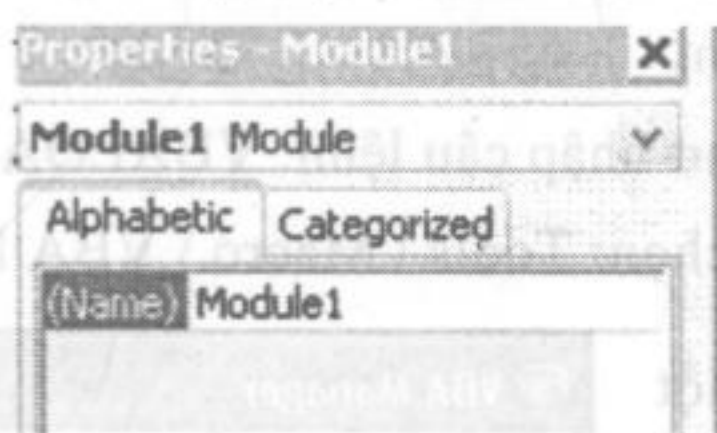 Properties - Module1
Module1 Module
Alphabetic Categorized
(Name) Module1